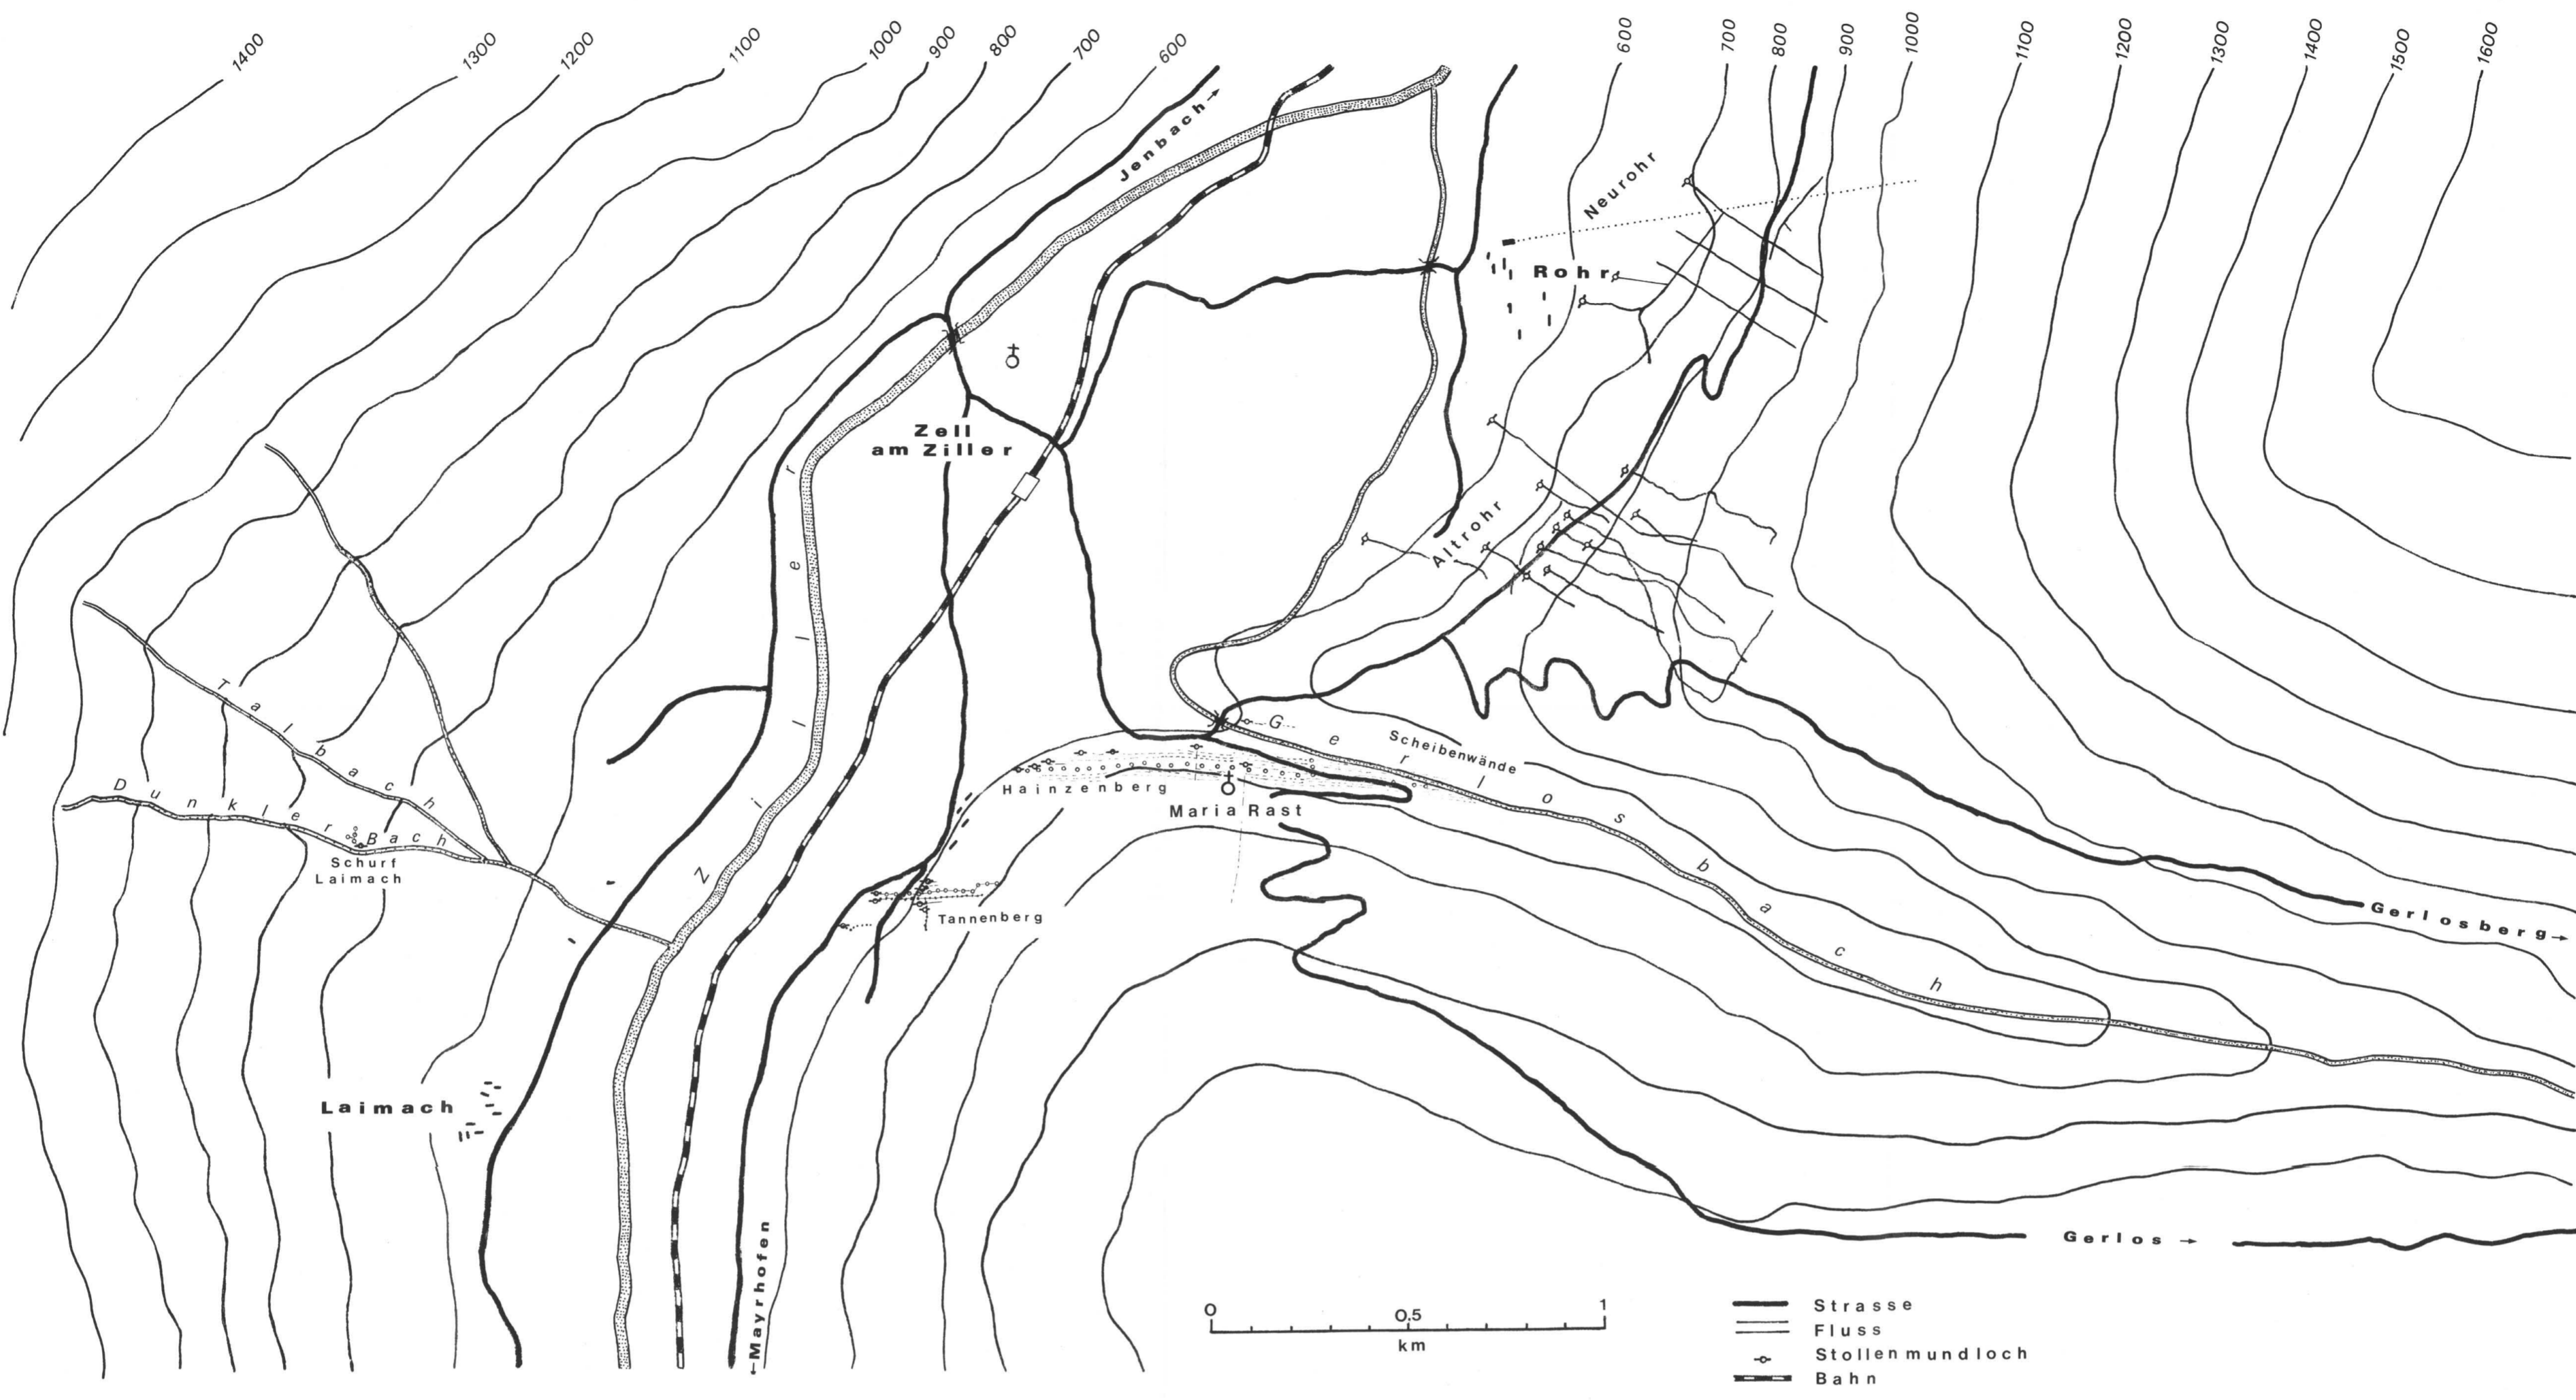 1400
1300
1200
1100
1000
900
800
700
600
600
700
800
900
1000
1100
1200
1300
1400
1500
1600
Jenbach→
Neurohr
Rohr
Zell
am Ziller
Altrohr
Ziller
Talbach
Dunkler Bach
Schurf
Laimach
Gerlosbach
Scheibenwände
Hainzenberg
Maria Rast
Tannenberg
Gerlosberg→
Laimach
←Mayrhofen
Gerlos →
0 0.5 1
km
Strasse
Fluss
Stollenmundloch
Bahn